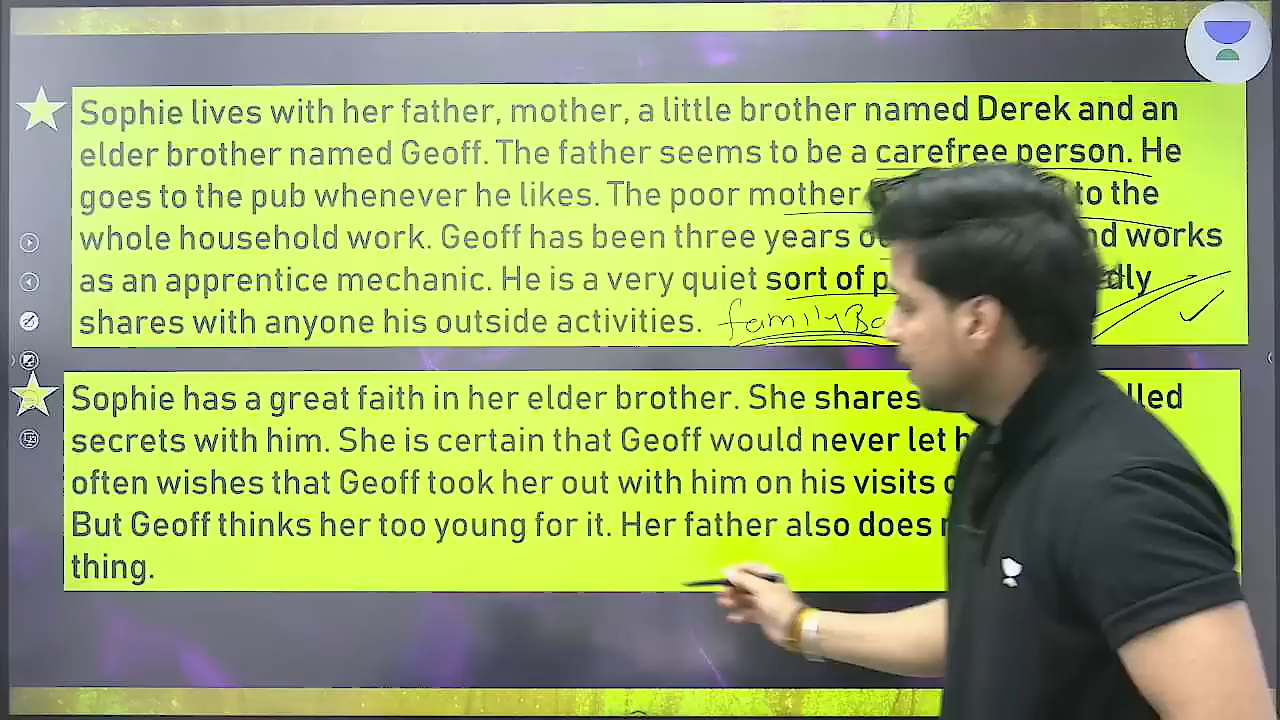 Sophie lives with her father, mother, a little brother named Derek and an
elder brother named Geoff. The father seems to be a carefree person. He
goes to the pub whenever he likes. The poor mother to the
whole household work. Geoff has been three years works
as an apprentice mechanic. He is a very quiet sort of
shares with anyone his outside activities. family
Sophie has a great faith in her elder brother. She shares
secrets with him. She is certain that Geoff would never let
often wishes that Geoff took her out with him on his visits
But Geoff thinks her too young for it. Her father also does
thing.